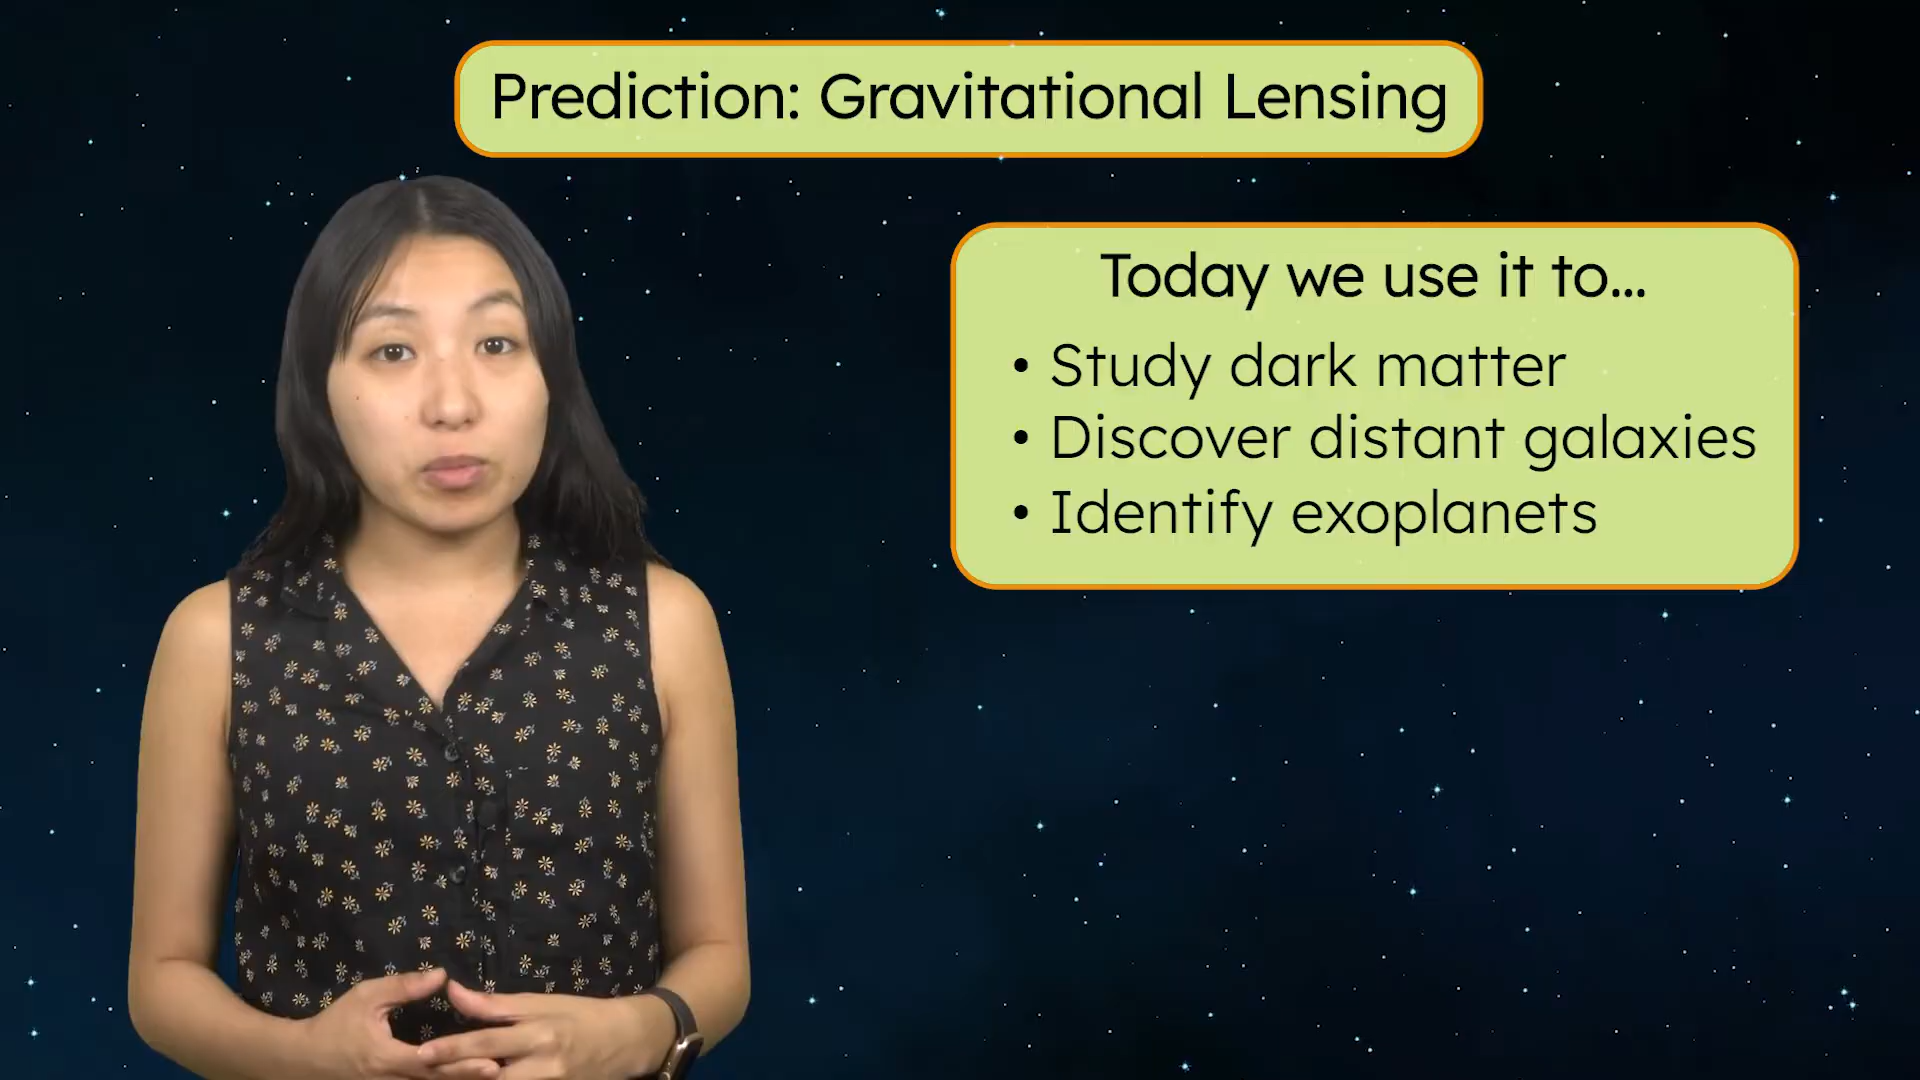 Prediction: Gravitational Lensing
Today we use it to...
• Study dark matter
• Discover distant galaxies
• Identify exoplanets